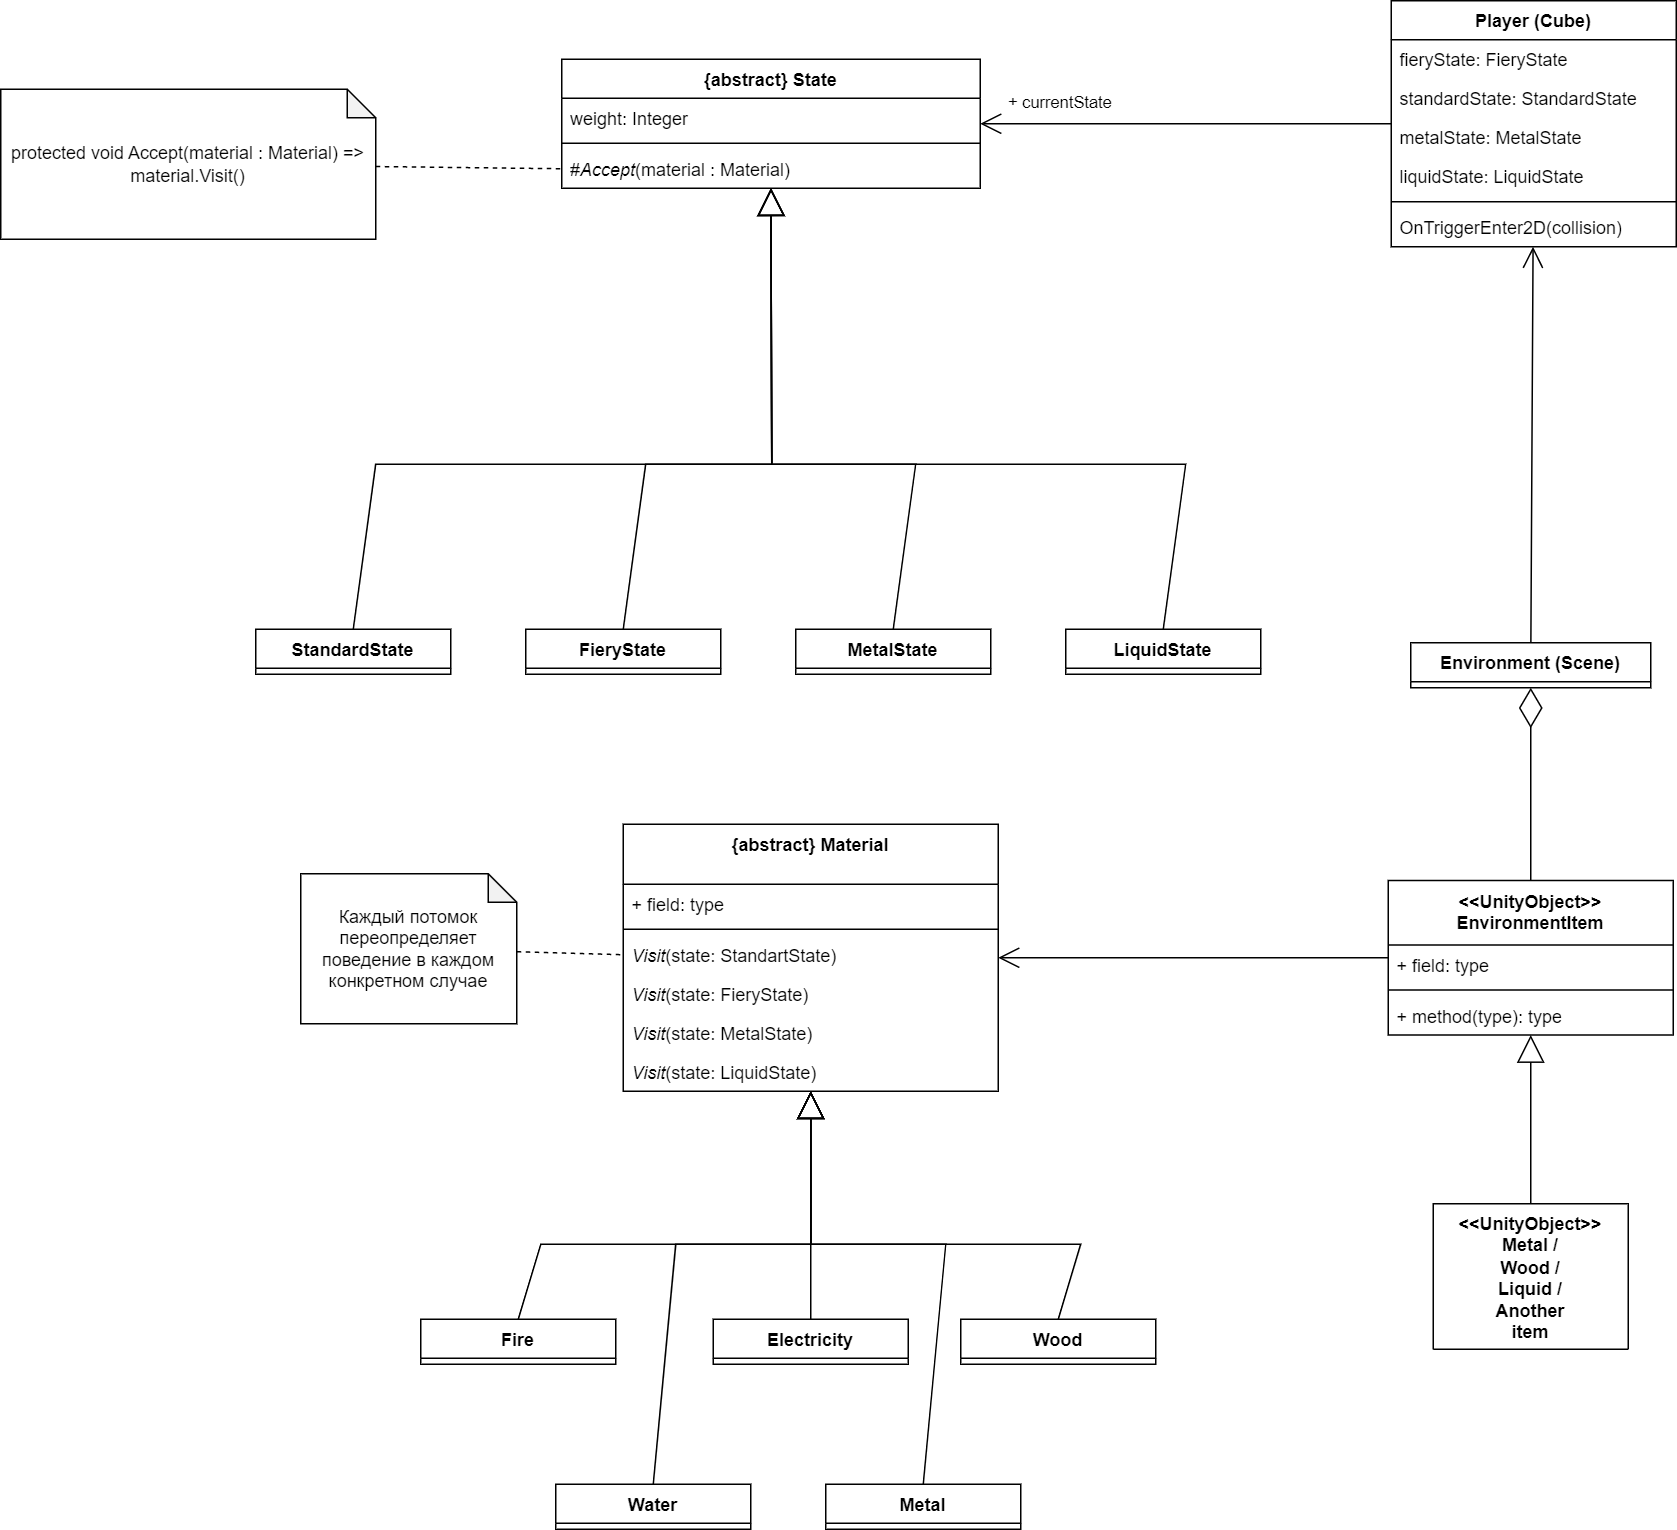 Player (Cube)
fieryState: FieryState
standardState: StandardState
metalState: MetalState
liquidState: LiquidState
OnTriggerEnter2D(collision)
{abstract} State
weight: Integer
#Accept(material : Material)
+ currentState
protected void Accept(material : Material) =>
material.Visit()
StandardState
FieryState
MetalState
LiquidState
Environment (Scene)
{abstract} Material
+ field: type
Visit(state: StandartState)
Visit(state: FieryState)
Visit(state: MetalState)
Visit(state: LiquidState)
Каждый потомок
переопределяет
поведение в каждом
конкретном случае
<<UnityObject>>
EnvironmentItem
+ field: type
+ method(type): type
<<UnityObject>>
Metal /
Wood /
Liquid /
Another
item
Fire
Electricity
Wood
Water
Metal